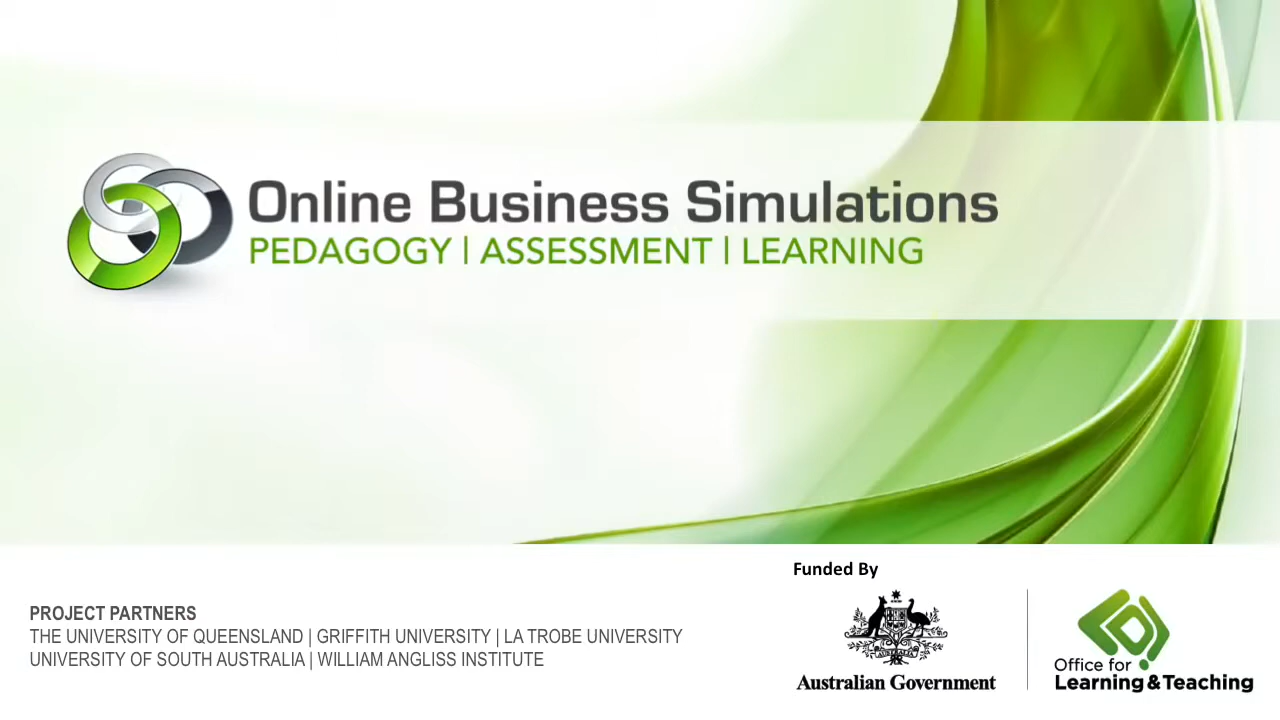 Online Business Simulations
PEDAGOGY | ASSESSMENT | LEARNING
Funded By
PROJECT PARTNERS
THE UNIVERSITY OF QUEENSLAND | GRIFFITH UNIVERSITY | LA TROBE UNIVERSITY
UNIVERSITY OF SOUTH AUSTRALIA | WILLIAM ANGLISS INSTITUTE
AUSTRALIA
Australian Government
Office for
Learning & Teaching